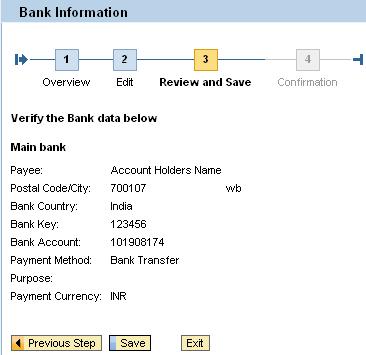 Bank Information
1 2 3 4
Overview Edit Review and Save Confirmation
Verify the Bank data below
Main bank
Payee: Account Holders Name
Postal Code/City: 700107 wb
Bank Country: India
Bank Key: 123456
Bank Account: 101908174
Payment Method: Bank Transfer
Purpose:
Payment Currency: INR
Previous Step Save Exit